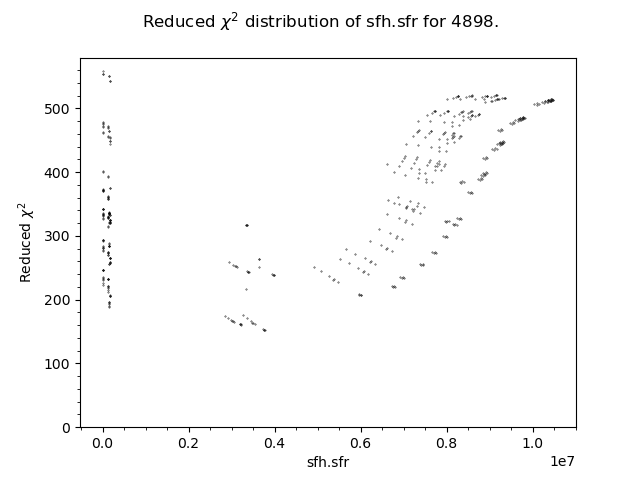 Reduced χ² distribution of sfh.sfr for 4898.
500
400
300
200
100
0
Reduced χ²
0.0 0.2 0.4 0.6 0.8 1.0
1e7
sfh.sfr